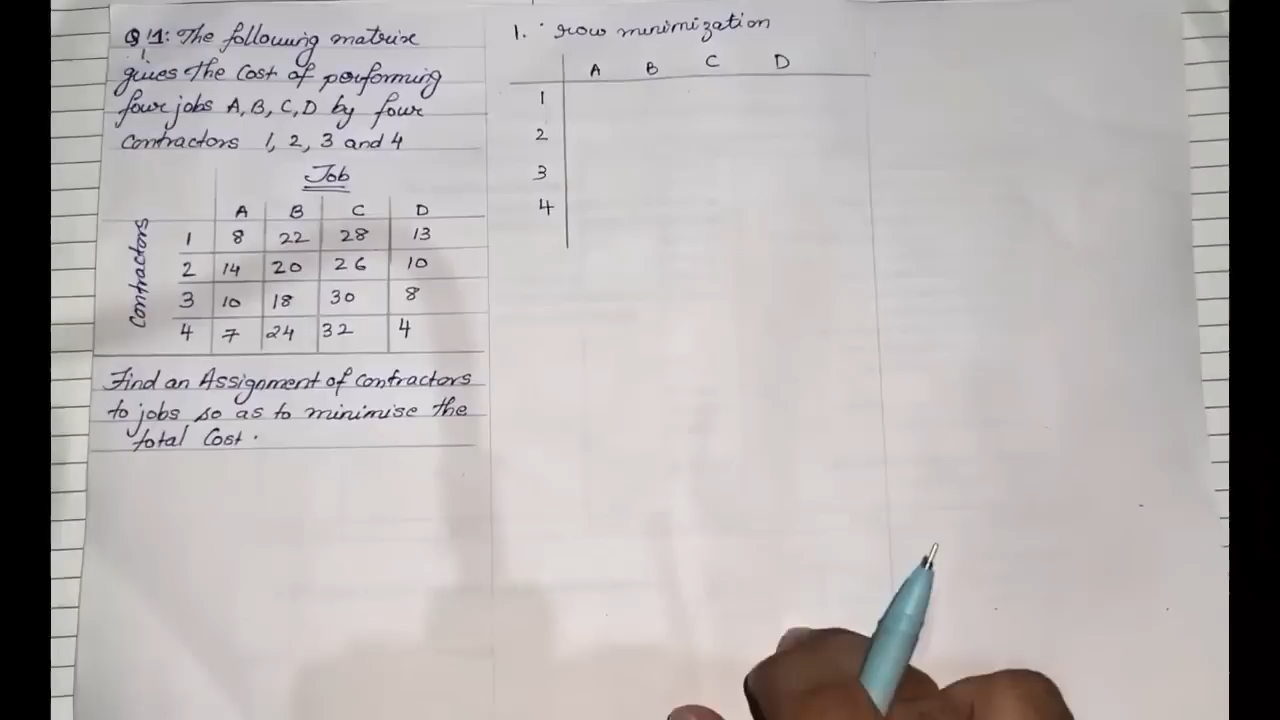 Q 1: The following matrix
gives the cost of performing
four jobs A, B, C, D by four
contractors 1, 2, 3 and 4
Job
A B C D
Contractors
1 8 22 28 13
2 14 20 26 10
3 10 18 30 8
4 7 24 32 4
Find an Assignment of contractors
to jobs so as to minimise the
total cost.
1. row minimization
A B C D
1
2
3
4